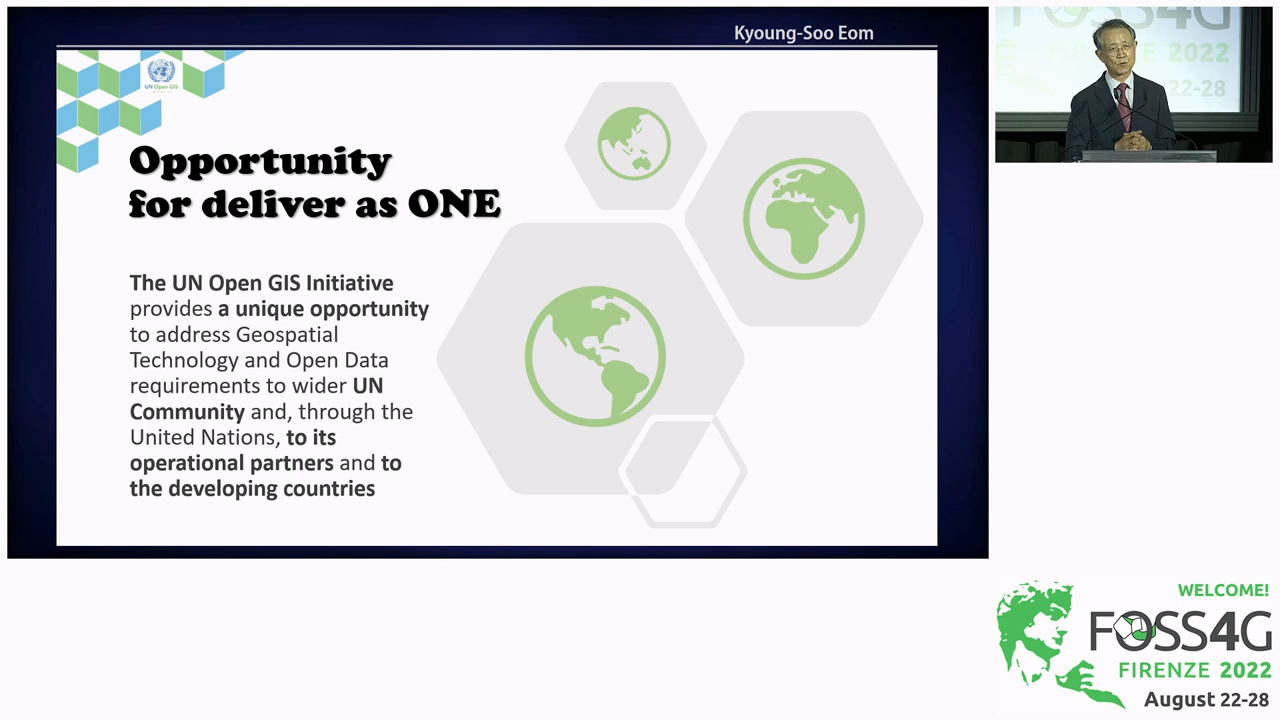 Kyoung-Soo Eom
UN Open GIS
INITIATIVE
Opportunity
for deliver as ONE
The UN Open GIS Initiative
provides a unique opportunity
to address Geospatial
Technology and Open Data
requirements to wider UN
Community and, through the
United Nations, to its
operational partners and to
the developing countries
FOSS4G
FIRENZE 2022
22-28
WELCOME!
FOSS4G
FIRENZE 2022
August 22-28